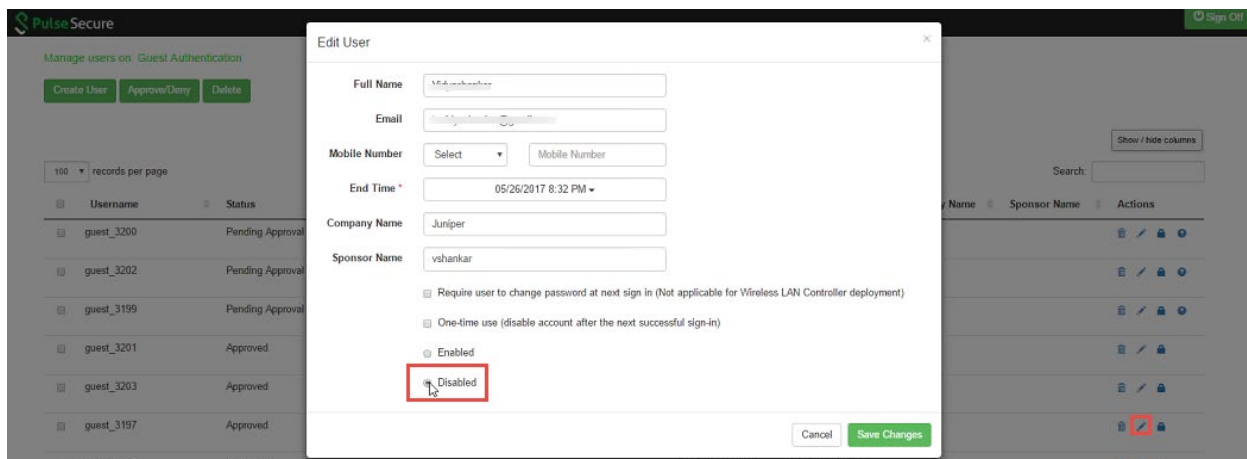 Pulse Secure
Sign Off
Manage users on Guest Authentication
Create User
Approve/Deny
Delete
Show / hide columns
100 records per page
Search:
Username Status y Name Sponsor Name Actions
guest_3200 Pending Approval
guest_3202 Pending Approval
guest_3199 Pending Approval
guest_3201 Approved
guest_3203 Approved
guest_3197 Approved
Edit User
×
Full Name
Email
Mobile Number Select Mobile Number
End Time * 05/26/2017 8:32 PM
Company Name Juniper
Sponsor Name vshankar
Require user to change password at next sign in (Not applicable for Wireless LAN Controller deployment)
One-time use (disable account after the next successful sign-in)
Enabled
Disabled
Cancel Save Changes